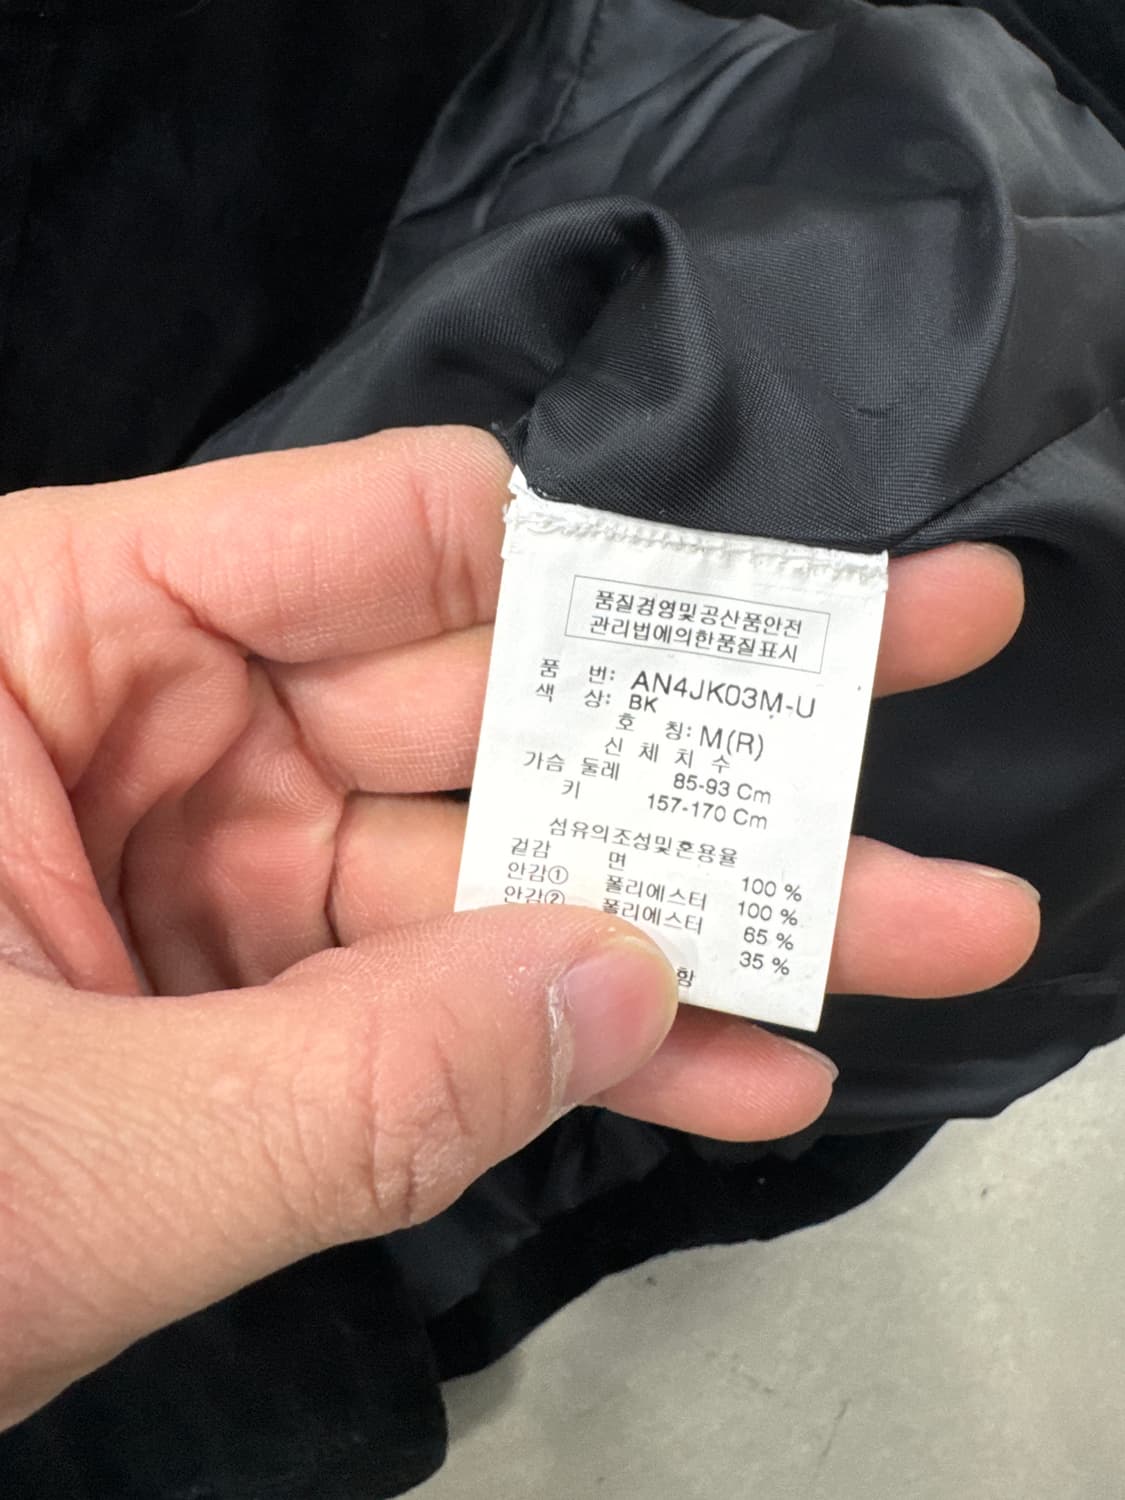 품질경영및공산품안전
관리법에의한품질표시
품 번: AN4JK03M-U
색 상: BK
호 칭: M(R)
신 체 치 수
가슴 둘레 85-93 Cm
키 157-170 Cm
섬유의조성및혼용율
겉감 면 100 %
안감① 폴리에스터 100 %
안감② 폴리에스터 65 %
35 %
항